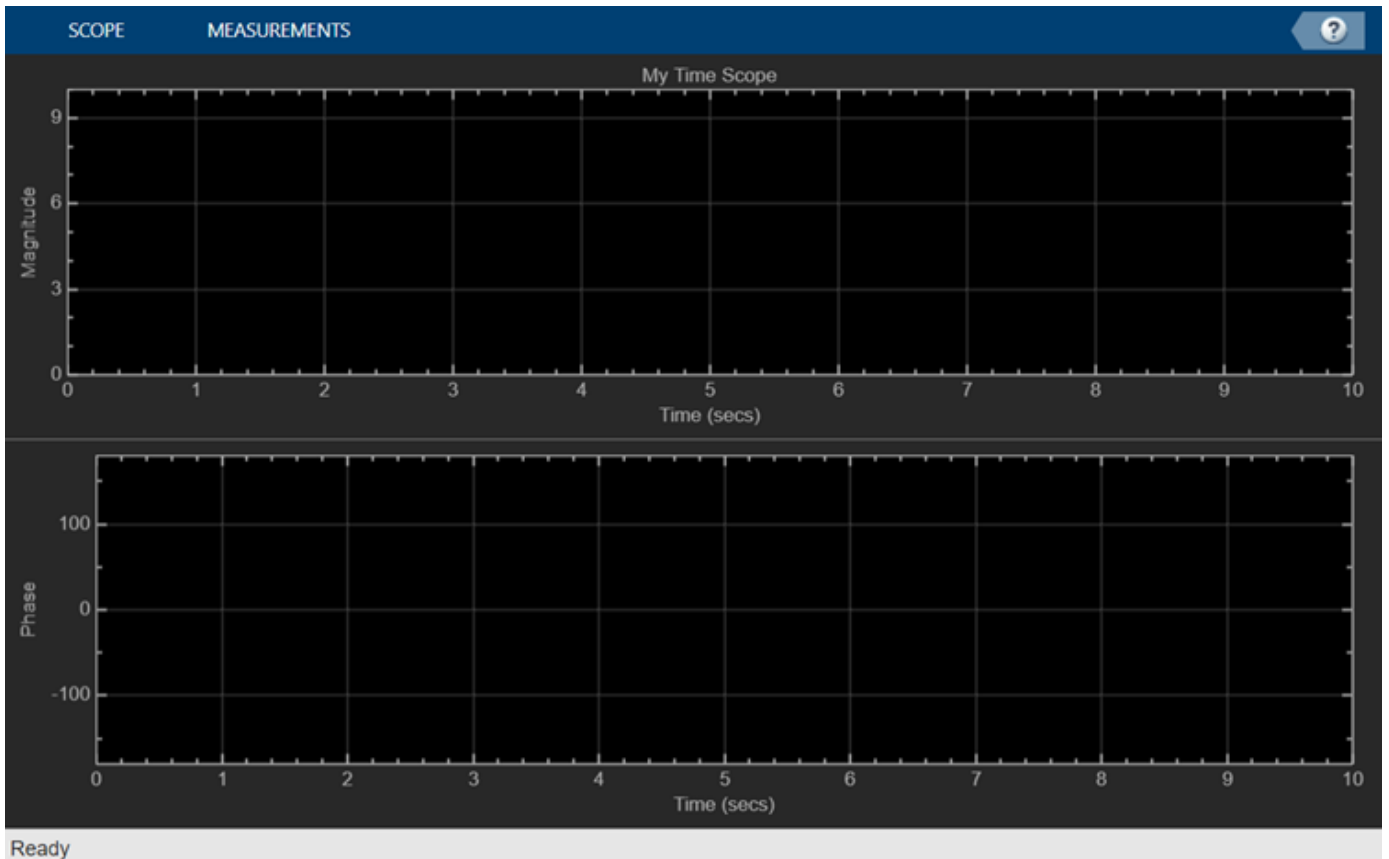 SCOPE MEASUREMENTS ?
My Time Scope
9
6
3
0
Magnitude
0 1 2 3 4 5 6 7 8 9 10
Time (secs)
100
0
-100
Phase
0 1 2 3 4 5 6 7 8 9 10
Time (secs)
Ready